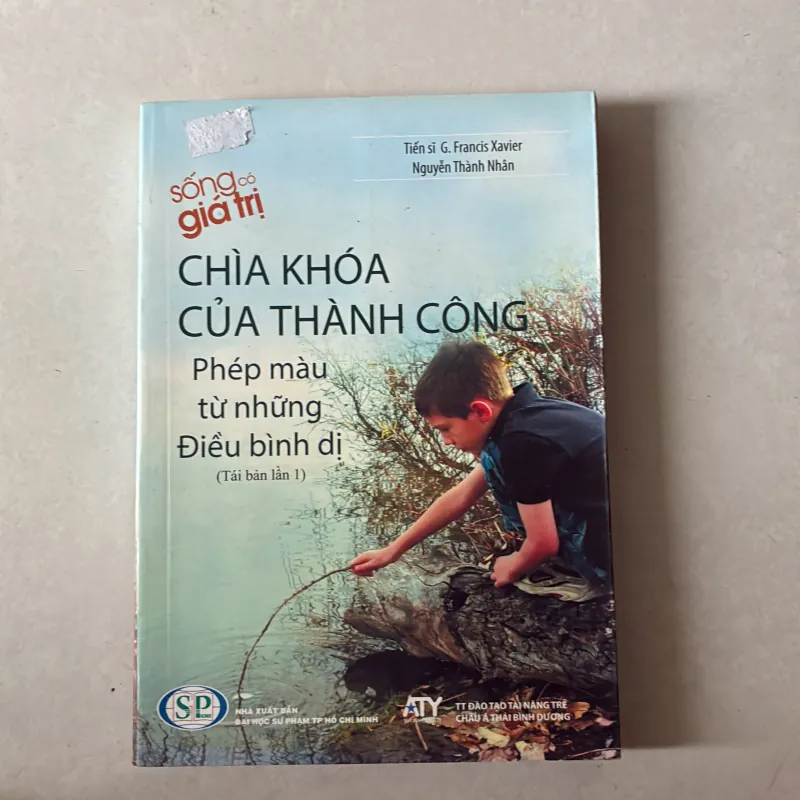 Tiến sĩ G. Francis Xavier
Nguyễn Thành Nhân
sống có
giá trị
CHÌA KHÓA
CỦA THÀNH CÔNG
Phép màu
từ những
Điều bình dị
(Tái bản lần 1)
SP
NHÀ XUẤT BẢN
ĐẠI HỌC SƯ PHẠM TP HỒ CHÍ MINH
ATY
TT ĐÀO TẠO TÀI NĂNG TRẺ
CHÂU Á THÁI BÌNH DƯƠNG